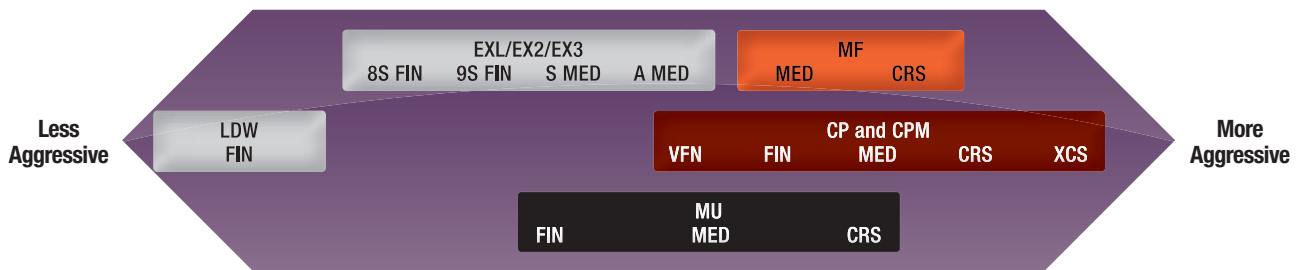 EXL/EX2/EX3
8S FIN 9S FIN S MED A MED
MF
MED CRS
Less
Aggressive
LDW
FIN
CP and CPM
VFN FIN MED CRS XCS
More
Aggressive
MU
FIN MED CRS